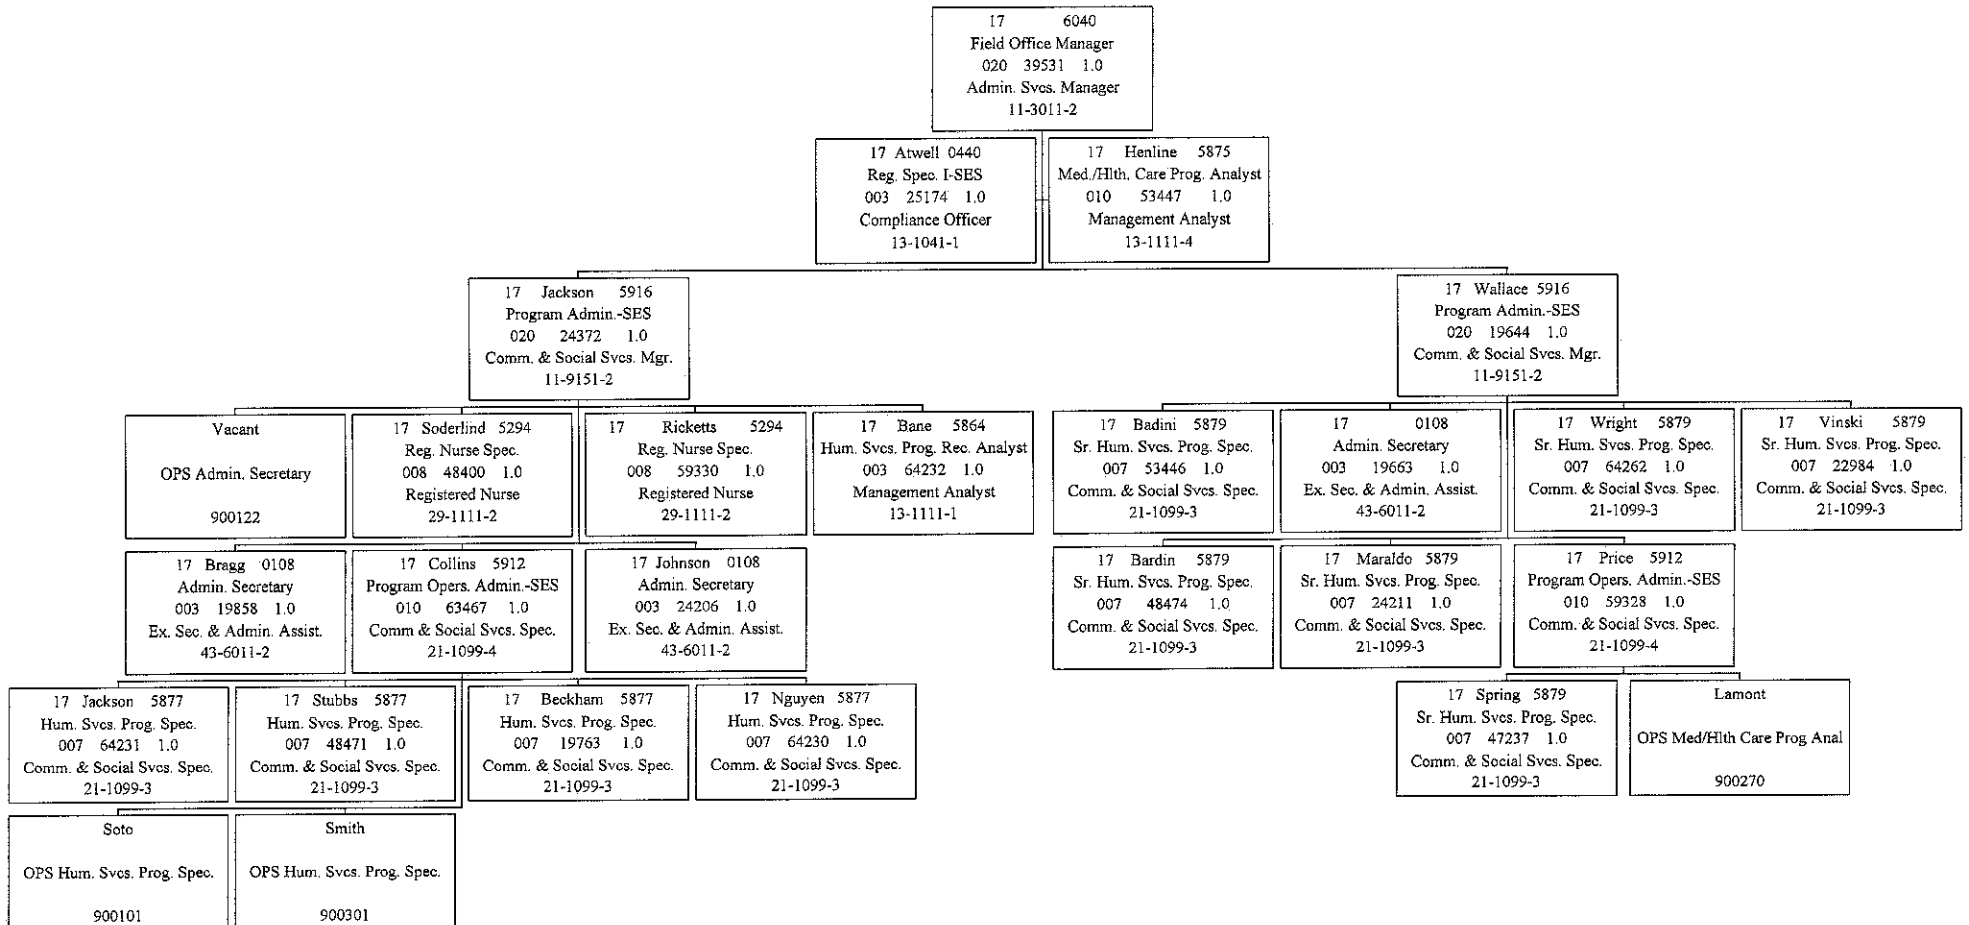 17 6040
Field Office Manager
020 39531 1.0
Admin. Svcs. Manager
11-3011-2
17 Atwell 0440
Reg. Spec. I-SES
003 25174 1.0
Compliance Officer
13-1041-1
17 Henline 5875
Med./Hlth. Care Prog. Analyst
010 53447 1.0
Management Analyst
13-1111-4
17 Jackson 5916
Program Admin.-SES
020 24372 1.0
Comm. & Social Svcs. Mgr.
11-9151-2
17 Wallace 5916
Program Admin.-SES
020 19644 1.0
Comm. & Social Svcs. Mgr.
11-9151-2
Vacant
OPS Admin. Secretary
900122
17 Soderlind 5294
Reg. Nurse Spec.
008 48400 1.0
Registered Nurse
29-1111-2
17 Ricketts 5294
Reg. Nurse Spec.
008 59330 1.0
Registered Nurse
29-1111-2
17 Bane 5864
Hum. Svcs. Prog. Rec. Analyst
003 64232 1.0
Management Analyst
13-1111-1
17 Badini 5879
Sr. Hum. Svcs. Prog. Spec.
007 53446 1.0
Comm. & Social Svcs. Spec.
21-1099-3
17 0108
Admin. Secretary
003 19663 1.0
Ex. Sec. & Admin. Assist.
43-6011-2
17 Wright 5879
Sr. Hum. Svcs. Prog. Spec.
007 64262 1.0
Comm. & Social Svcs. Spec.
21-1099-3
17 Vinski 5879
Sr. Hum. Svcs. Prog. Spec.
007 22984 1.0
Comm. & Social Svcs. Spec.
21-1099-3
17 Bragg 0108
Admin. Secretary
003 19858 1.0
Ex. Sec. & Admin. Assist.
43-6011-2
17 Collins 5912
Program Opers. Admin.-SES
010 63467 1.0
Comm & Social Svcs. Spec.
21-1099-4
17 Johnson 0108
Admin. Secretary
003 24206 1.0
Ex. Sec. & Admin. Assist.
43-6011-2
17 Bardin 5879
Sr. Hum. Svcs. Prog. Spec.
007 48474 1.0
Comm. & Social Svcs. Spec.
21-1099-3
17 Maraldo 5879
Sr. Hum. Svcs. Prog. Spec.
007 24211 1.0
Comm. & Social Svcs. Spec.
21-1099-3
17 Price 5912
Program Opers. Admin.-SES
010 59328 1.0
Comm. & Social Svcs. Spec.
21-1099-4
17 Jackson 5877
Hum. Svcs. Prog. Spec.
007 64231 1.0
Comm. & Social Svcs. Spec.
21-1099-3
17 Stubbs 5877
Hum. Svcs. Prog. Spec.
007 48471 1.0
Comm. & Social Svcs. Spec.
21-1099-3
17 Beckham 5877
Hum. Svcs. Prog. Spec.
007 19763 1.0
Comm. & Social Svcs. Spec.
21-1099-3
17 Nguyen 5877
Hum. Svcs. Prog. Spec.
007 64230 1.0
Comm. & Social Svcs. Spec.
21-1099-3
17 Spring 5879
Sr. Hum. Svcs. Prog. Spec.
007 47237 1.0
Comm. & Social Svcs. Spec.
21-1099-3
Lamont
OPS Med/Hlth Care Prog Anal
900270
Soto
OPS Hum. Svcs. Prog. Spec.
900101
Smith
OPS Hum. Svcs. Prog. Spec.
900301